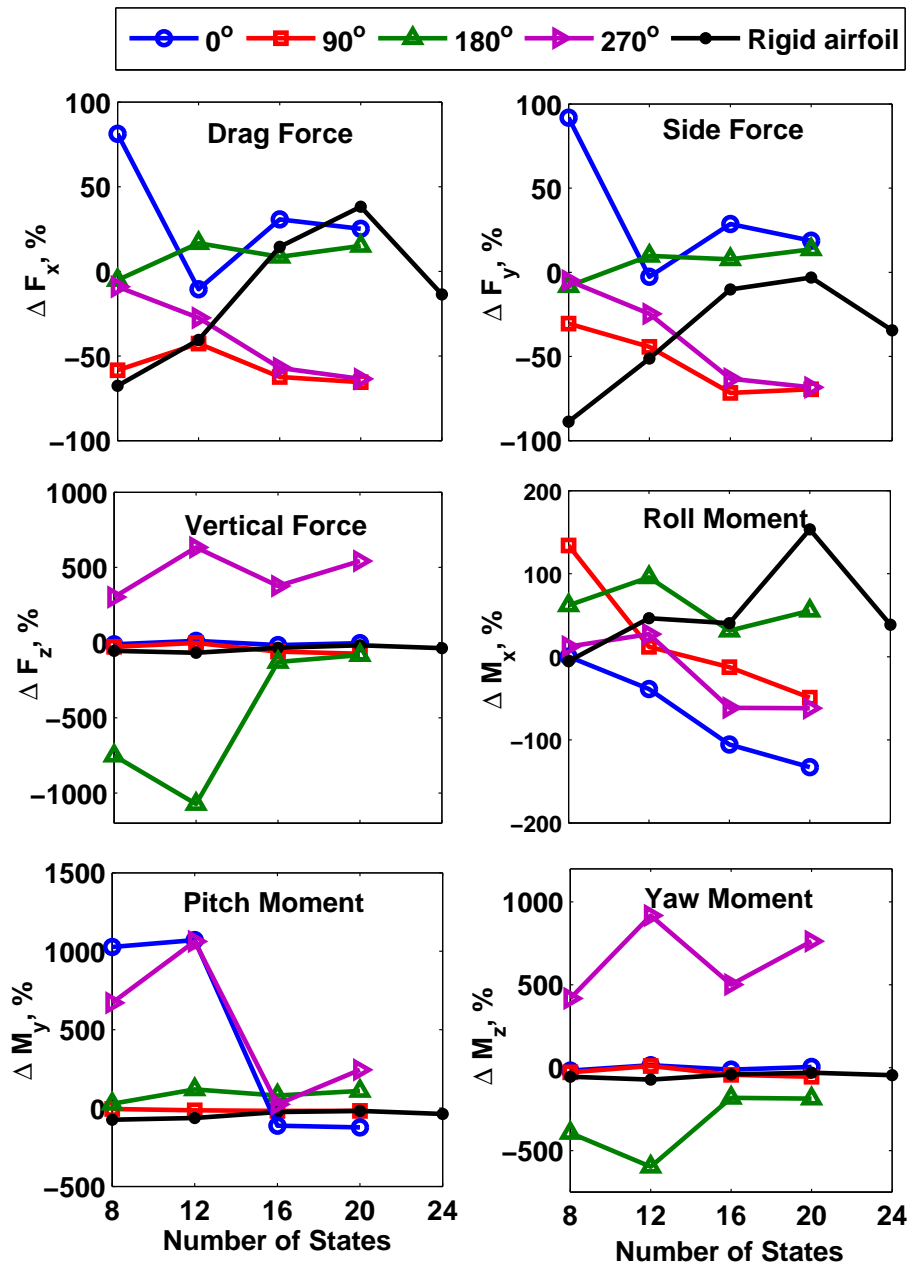 0° 90° 180° 270° Rigid airfoil
Drag Force
100
50
0
−50
−100
Δ F_x, %
Side Force
100
50
0
−50
−100
Δ F_y, %
Vertical Force
1000
500
0
−500
−1000
Δ F_z, %
Roll Moment
200
100
0
−100
−200
Δ M_x, %
Pitch Moment
1500
1000
500
0
−500
Δ M_y, %
8 12 16 20 24
Number of States
Yaw Moment
1000
500
0
−500
Δ M_z, %
8 12 16 20 24
Number of States